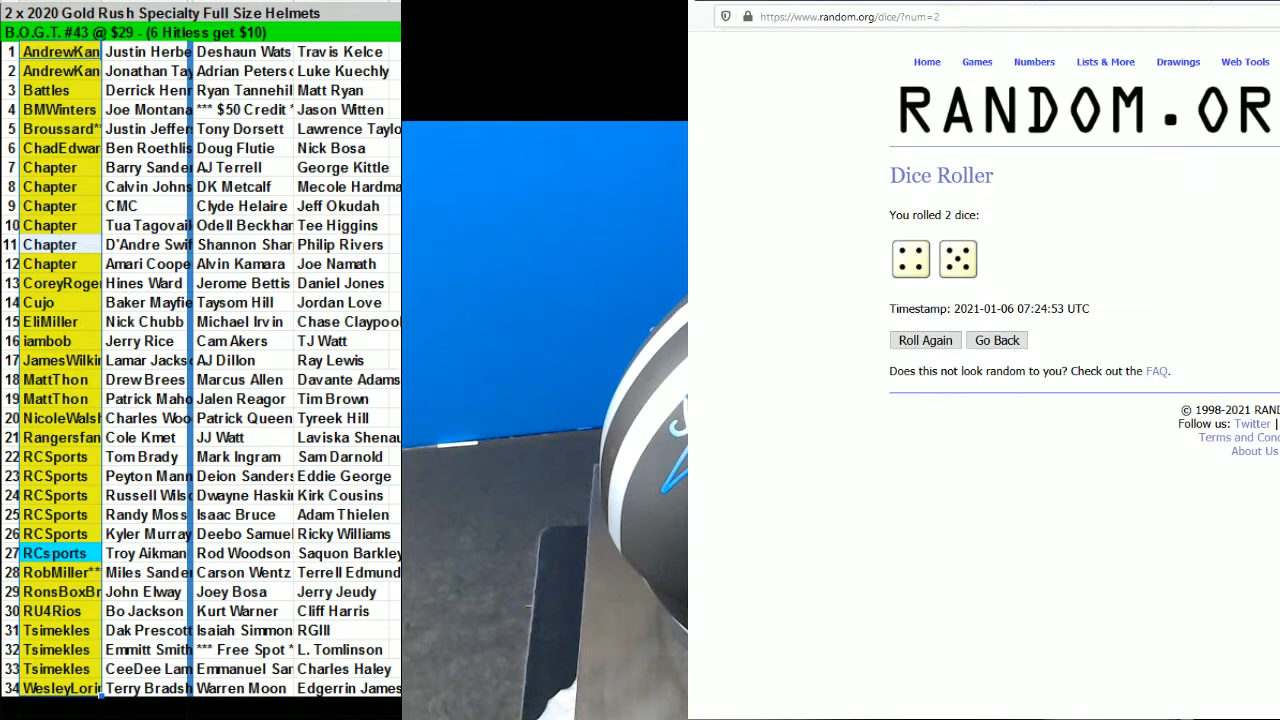 2 x 2020 Gold Rush Specialty Full Size Helmets
B.O.G.T. #43 @ $29 - (6 Hitless get $10)
1 AndrewKan Justin Herbe Deshaun Wats Travis Kelce
2 AndrewKan Jonathan Tay Adrian Peters Luke Kuechly
3 Battles Derrick Henr Ryan Tannehil Matt Ryan
4 BMWinters Joe Montana *** $50 Credit * Jason Witten
5 Broussard** Justin Jeffer Tony Dorsett Lawrence Taylo
6 ChadEdwar Ben Roethlis Doug Flutie Nick Bosa
7 Chapter Barry Sande AJ Terrell George Kittle
8 Chapter Calvin Johns DK Metcalf Mecole Hardma
9 Chapter CMC Clyde Helaire Jeff Okudah
10 Chapter Tua Tagovail Odell Beckhar Tee Higgins
11 Chapter D'Andre Swif Shannon Shar Philip Rivers
12 Chapter Amari Coope Alvin Kamara Joe Namath
13 CoreyRoger Hines Ward Jerome Bettis Daniel Jones
14 Cujo Baker Mayfie Taysom Hill Jordan Love
15 EliMiller Nick Chubb Michael Irvin Chase Claypool
16 iambob Jerry Rice Cam Akers TJ Watt
17 JamesWilkir Lamar Jacks AJ Dillon Ray Lewis
18 MattThon Drew Brees Marcus Allen Davante Adams
19 MattThon Patrick Maho Jalen Reagor Tim Brown
20 NicoleWalsh Charles Woo Patrick Queen Tyreek Hill
21 Rangersfan Cole Kmet JJ Watt Laviska Shenau
22 RCSports Tom Brady Mark Ingram Sam Darnold
23 RCSports Peyton Mann Deion Sanders Eddie George
24 RCSports Russell Wils Dwayne Haskin Kirk Cousins
25 RCSports Randy Moss Isaac Bruce Adam Thielen
26 RCSports Kyler Murray Deebo Samuel Ricky Williams
27 RCsports Troy Aikman Rod Woodson Saquon Barkley
28 RobMiller** Miles Sande Carson Wentz Terrell Edmund
29 RonsBoxBr John Elway Joey Bosa Jerry Jeudy
30 RU4Rios Bo Jackson Kurt Warner Cliff Harris
31 Tsimekles Dak Prescott Isaiah Simmon RGIII
32 Tsimekles Emmitt Smith *** Free Spot * L. Tomlinson
33 Tsimekles CeeDee Lam Emmanuel San Charles Haley
34 WesleyLorin Terry Bradsh Warren Moon Edgerrin James
https://www.random.org/dice/?num=2
Home Games Numbers Lists & More Drawings Web Tools
RANDOM.OR
Dice Roller
You rolled 2 dice:
Timestamp: 2021-01-06 07:24:53 UTC
Roll Again Go Back
Does this not look random to you? Check out the FAQ.
© 1998-2021 RAND
Follow us: Twitter |
Terms and Cond
About Us